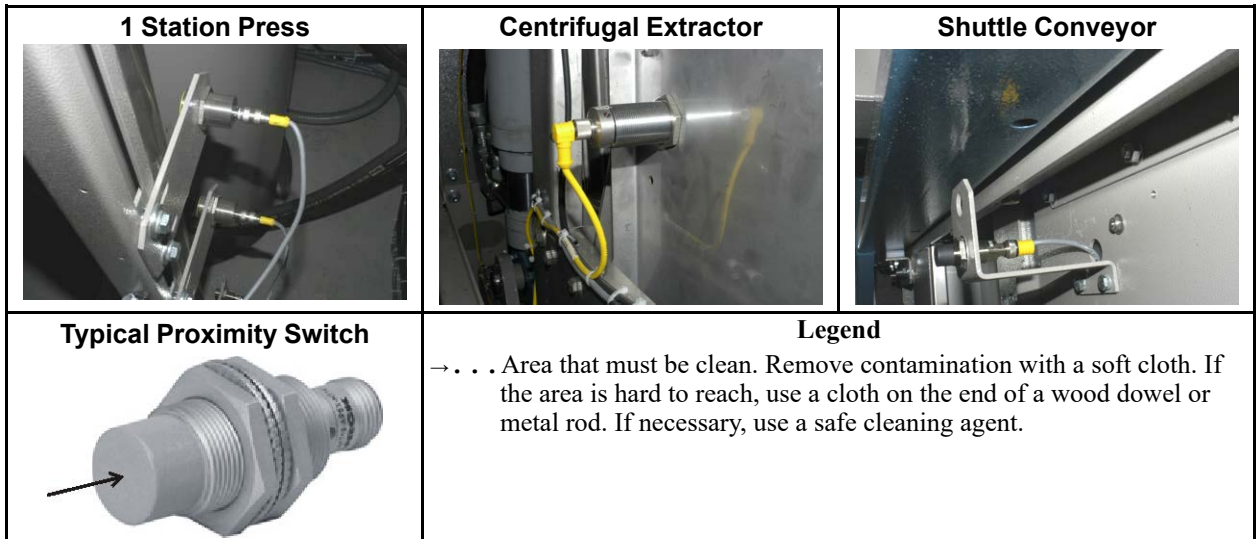 1 Station Press
Centrifugal Extractor
Shuttle Conveyor
Typical Proximity Switch
Legend
→. . . Area that must be clean. Remove contamination with a soft cloth. If
the area is hard to reach, use a cloth on the end of a wood dowel or
metal rod. If necessary, use a safe cleaning agent.